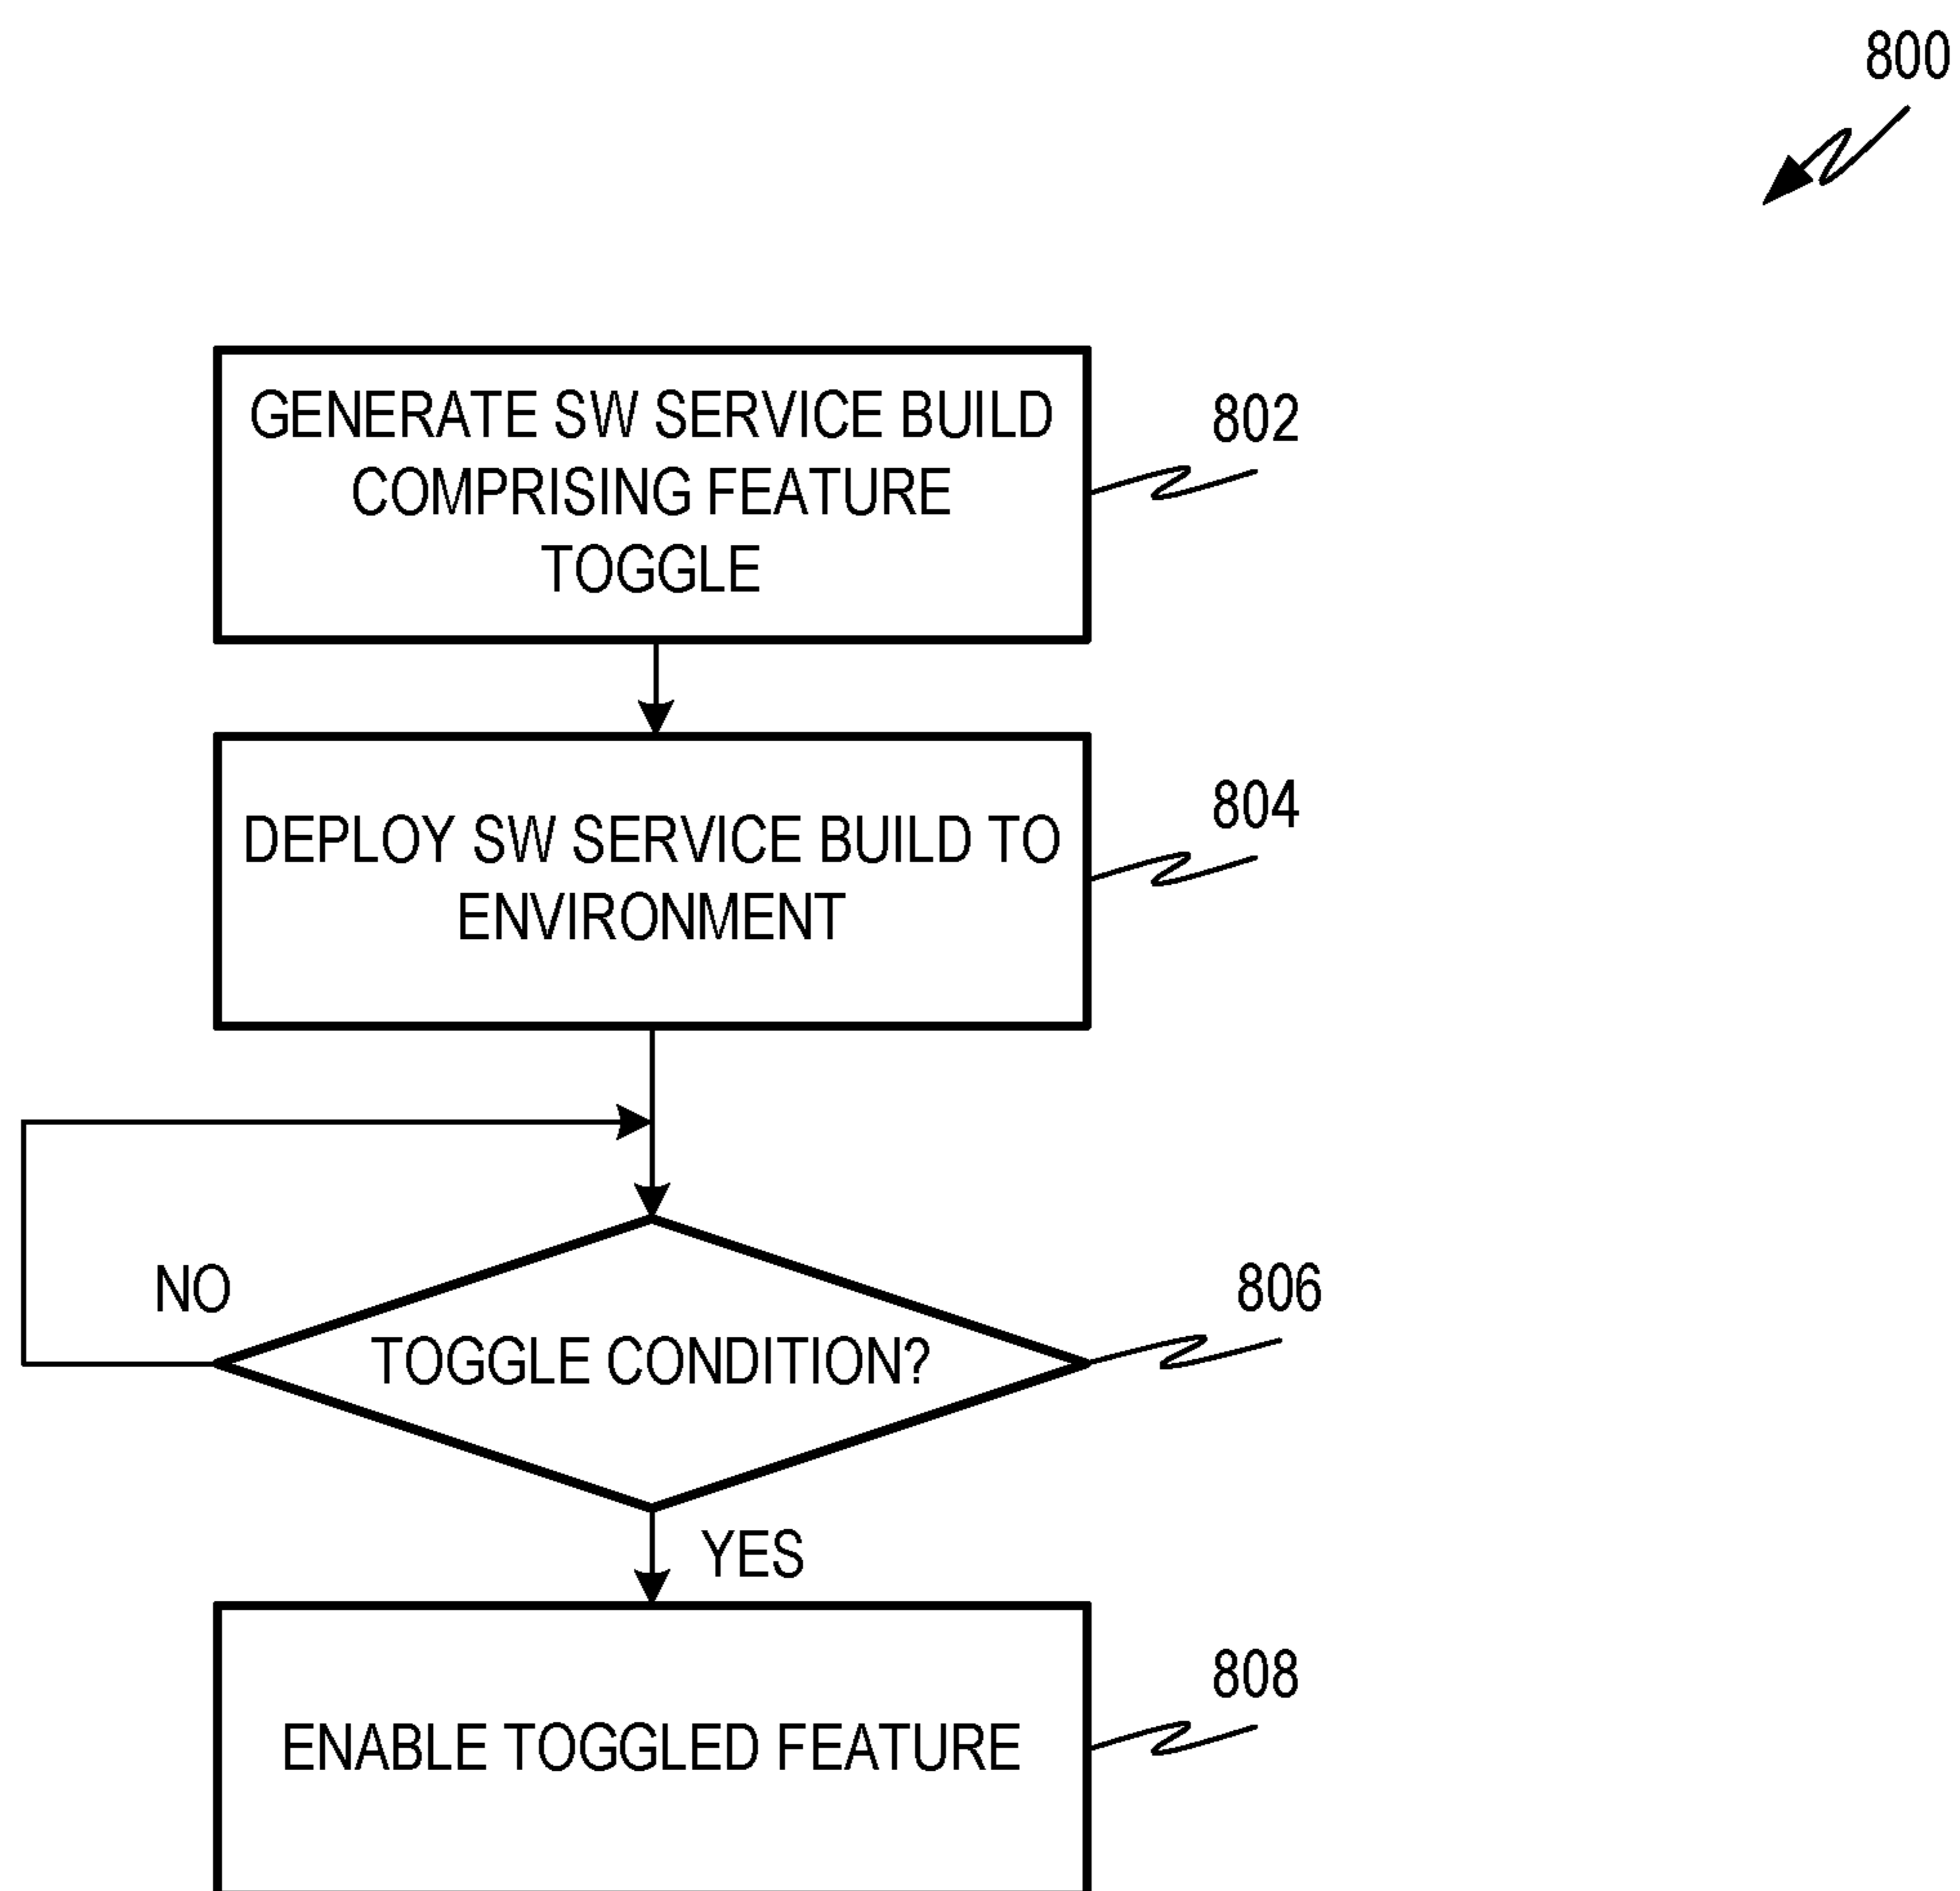 800
GENERATE SW SERVICE BUILD
COMPRISING FEATURE
TOGGLE
802
DEPLOY SW SERVICE BUILD TO
ENVIRONMENT
804
NO
TOGGLE CONDITION?
806
YES
ENABLE TOGGLED FEATURE
808